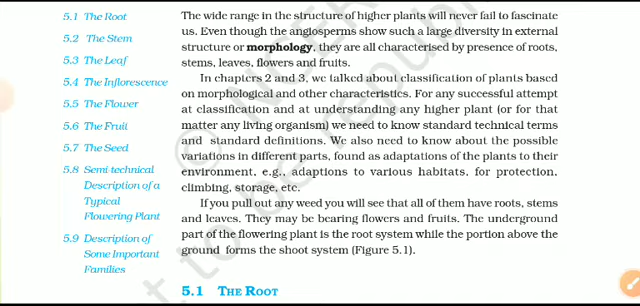 5.1 The Root
5.2 The Stem
5.3 The Leaf
5.4 The Inflorescence
5.5 The Flower
5.6 The Fruit
5.7 The Seed
5.8 Semi-technical
Description of a
Typical
Flowering Plant
5.9 Description of
Some Important
Families
The wide range in the structure of higher plants will never fail to fascinate
us. Even though the angiosperms show such a large diversity in external
structure or morphology, they are all characterised by presence of roots,
stems, leaves, flowers and fruits.
In chapters 2 and 3, we talked about classification of plants based
on morphological and other characteristics. For any successful attempt
at classification and at understanding any higher plant (or for that
matter any living organism) we need to know standard technical terms
and standard definitions. We also need to know about the possible
variations in different parts, found as adaptations of the plants to their
environment, e.g., adaptions to various habitats, for protection,
climbing, storage, etc.
If you pull out any weed you will see that all of them have roots, stems
and leaves. They may be bearing flowers and fruits. The underground
part of the flowering plant is the root system while the portion above the
ground forms the shoot system (Figure 5.1).
5.1 THE ROOT